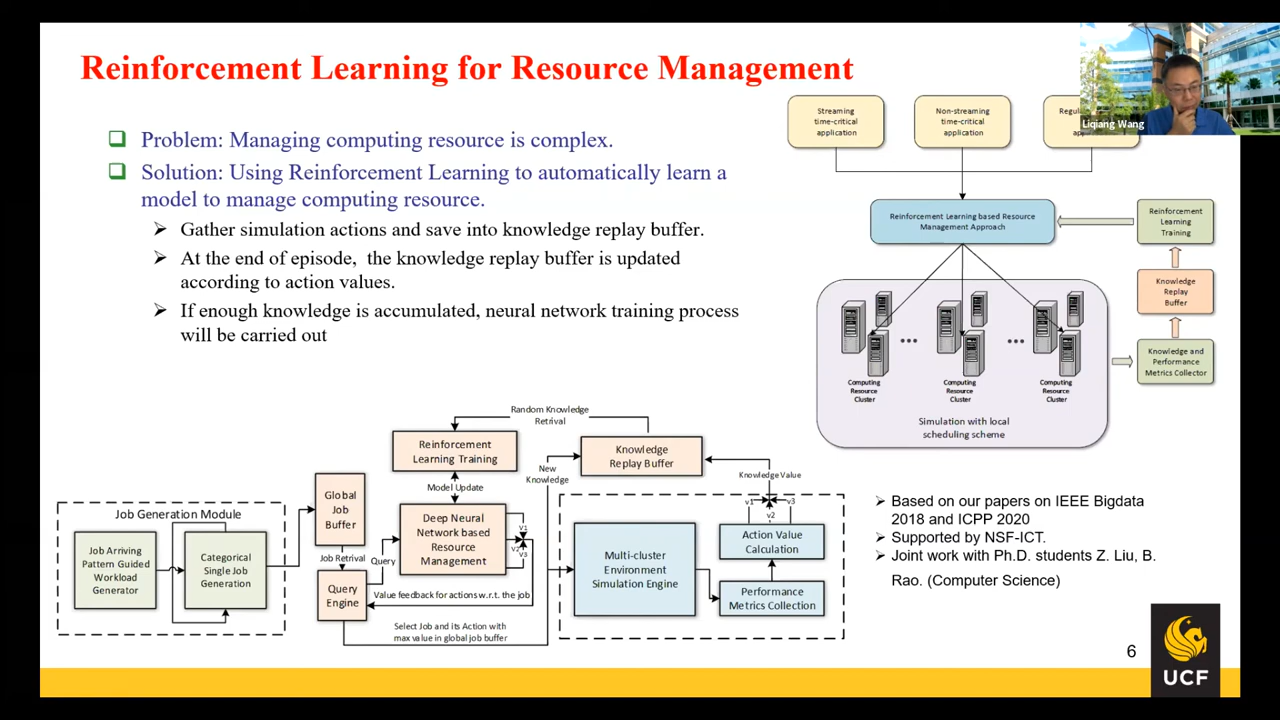 Reinforcement Learning for Resource Management
Problem: Managing computing resource is complex.
Solution: Using Reinforcement Learning to automatically learn a
model to manage computing resource.
Gather simulation actions and save into knowledge replay buffer.
At the end of episode, the knowledge replay buffer is updated
according to action values.
If enough knowledge is accumulated, neural network training process
will be carried out
Streaming
time-critical
application
Non-streaming
time-critical
application
Liqiang Wang
Reinforcement Learning based Resource
Management Approach
Reinforcement
Learning
Training
Knowledge
Replay
Buffer
Knowledge and
Performance
Metrics Collector
Computing
Resource
Cluster
Computing
Resource
Cluster
Computing
Resource
Cluster
Simulation with local
scheduling scheme
Random Knowledge
Retrival
Reinforcement
Learning Training
Knowledge
Replay Buffer
New
Knowledge
Knowledge Value
Model Update
Global
Job
Buffer
Deep Neural
Network based
Resource
Management
v1
v2
v3
v1
v2
v3
Job Generation Module
Job Arriving
Pattern Guided
Workload
Generator
Categorical
Single Job
Generation
Job Retrival
Query
Query
Engine
Value feedback for actions w.r.t. the job
Select Job and its Action with
max value in global job buffer
Multi-cluster
Environment
Simulation Engine
Action Value
Calculation
Performance
Metrics Collection
Based on our papers on IEEE Bigdata
2018 and ICPP 2020
Supported by NSF-ICT.
Joint work with Ph.D. students Z. Liu, B.
Rao. (Computer Science)
6
UCF